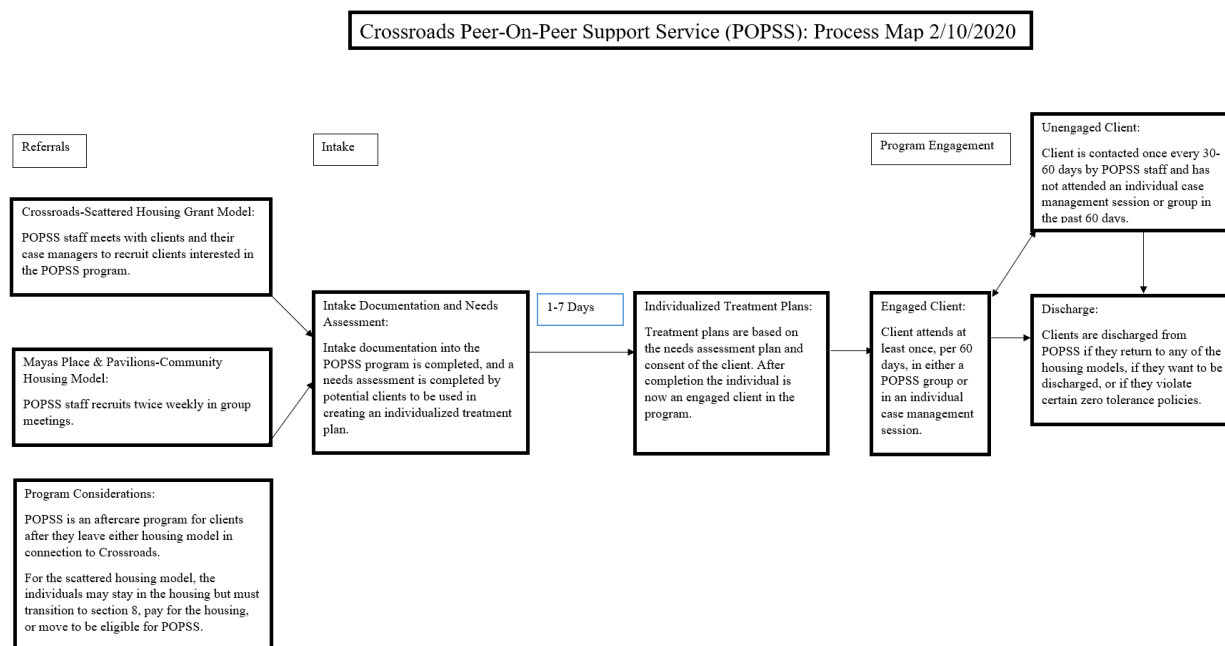 Crossroads Peer-On-Peer Support Service (POPSS): Process Map 2/10/2020
Referrals
Intake
Program Engagement
Unengaged Client:
Client is contacted once every 30-
60 days by POPSS staff and has
not attended an individual case
management session or group in
the past 60 days.
Crossroads-Scattered Housing Grant Model:
POPSS staff meets with clients and their
case managers to recruit clients interested in
the POPSS program.
Mayas Place & Pavilions-Community
Housing Model:
POPSS staff recruits twice weekly in group
meetings.
Intake Documentation and Needs
Assessment:
Intake documentation into the
POPSS program is completed, and a
needs assessment is completed by
potential clients to be used in
creating an individualized treatment
plan.
1-7 Days
Individualized Treatment Plans:
Treatment plans are based on
the needs assessment plan and
consent of the client. After
completion the individual is
now an engaged client in the
program.
Engaged Client:
Client attends at
least once, per 60
days, in either a
POPSS group or
in an individual
case management
session.
Discharge:
Clients are discharged from
POPSS if they return to any of the
housing models, if they want to be
discharged, or if they violate
certain zero tolerance policies.
Program Considerations:
POPSS is an aftercare program for clients
after they leave either housing model in
connection to Crossroads.
For the scattered housing model, the
individuals may stay in the housing but must
transition to section 8, pay for the housing,
or move to be eligible for POPSS.